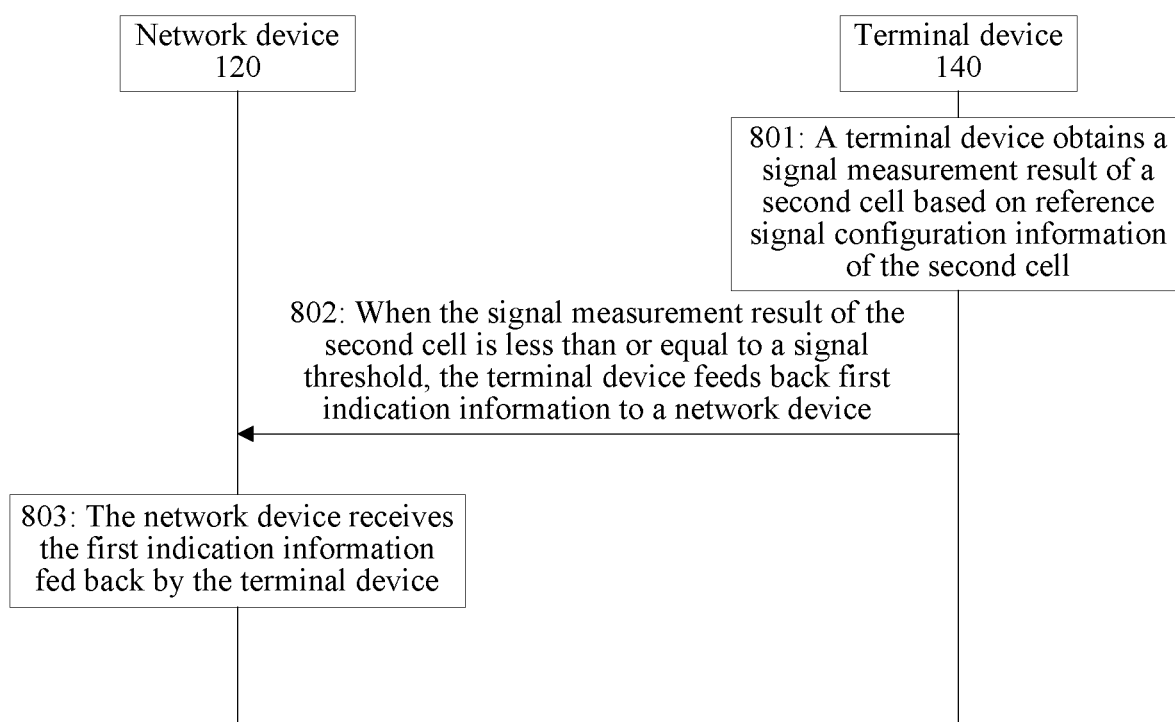 Network device
120
Terminal device
140
801: A terminal device obtains a
signal measurement result of a
second cell based on reference
signal configuration information
of the second cell
802: When the signal measurement result of the
second cell is less than or equal to a signal
threshold, the terminal device feeds back first
indication information to a network device
803: The network device receives
the first indication information
fed back by the terminal device